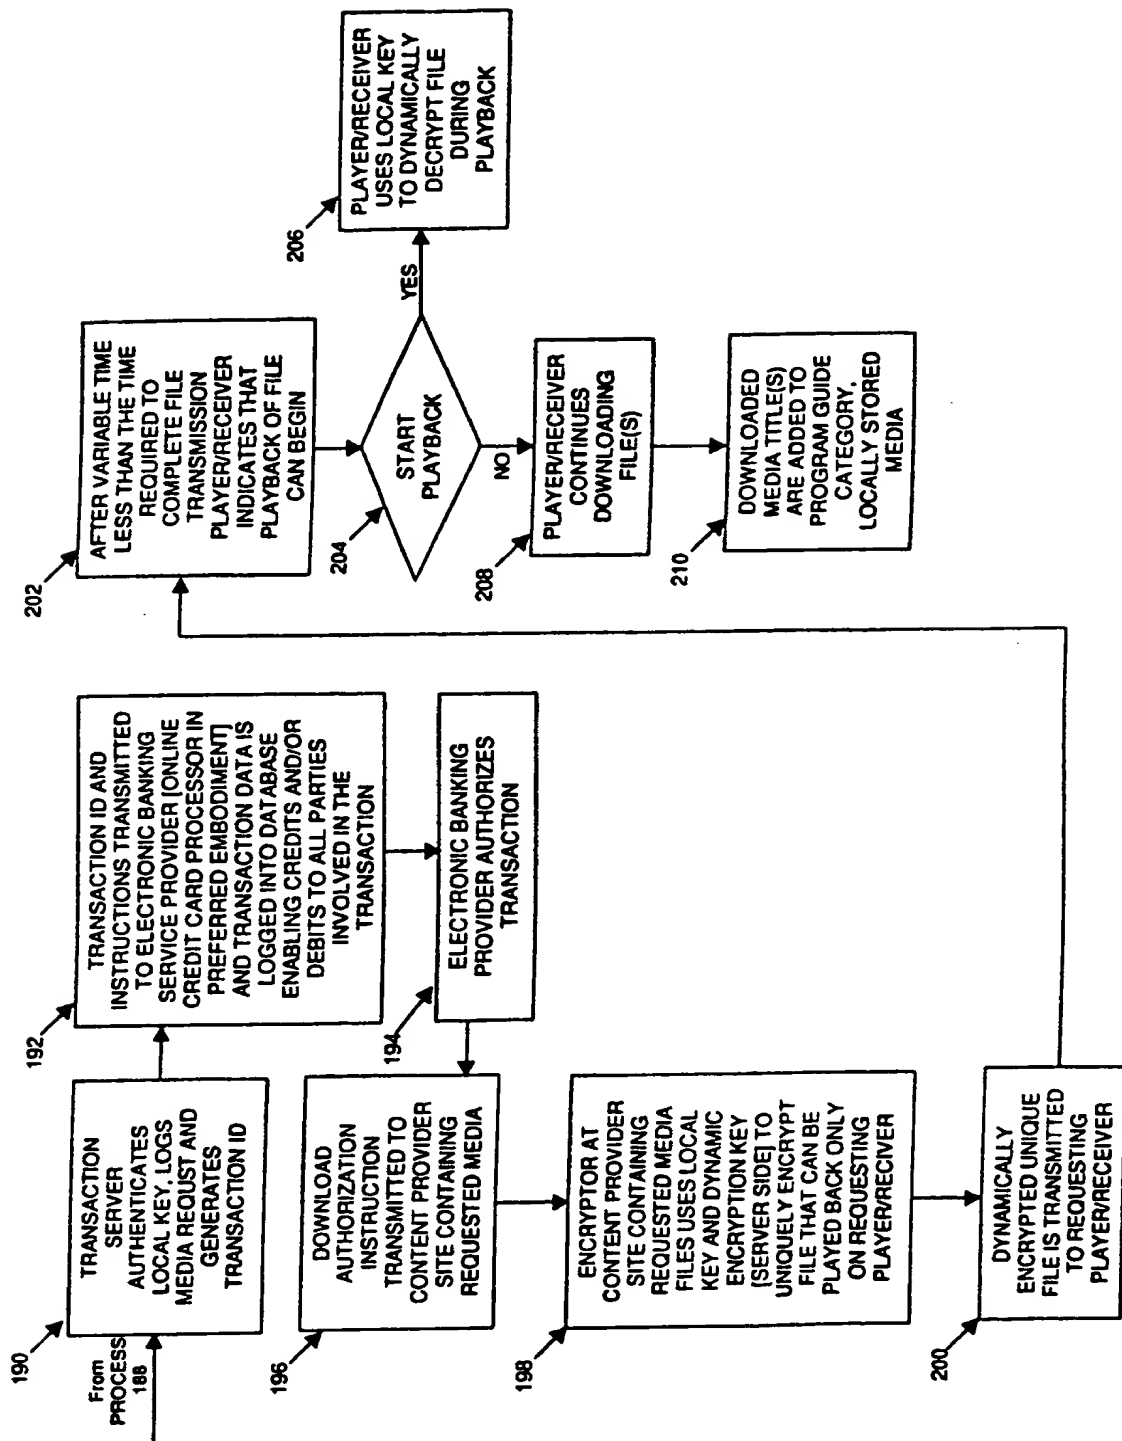 From
PROCESS
188
190
TRANSACTION
SERVER
AUTHENTICATES
LOCAL KEY, LOGS
MEDIA REQUST AND
GENERATES
TRANSACTION ID
192
TRANSACTION ID AND
INSTRUCTIONS TRANSMITTED
TO ELECTRONIC BANKING
SERVICE PROVIDER [ONLINE
CREDIT CARD PROCESSOR IN
PREFERRED EMBODIMENT]
AND TRANSACTION DATA IS
LOGGED INTO DATABASE
ENABLING CREDITS AND/OR
DEBITS TO ALL PARTIES
INVOLVED IN THE
TRANSACTION
194
ELECTRONIC BANKING
PROVIDER AUTHORIZES
TRANSACTION
196
DOWNLOAD
AUTHORIZATION
INSTRUCTION
TRANSMITTED TO
CONTENT PROVIDER
SITE CONTAINING
REQUESTED MEDIA
198
ENCRYPTOR AT
CONTENT PROVIDER
SITE CONTAINING
REQUESTED MEDIA
FILES USES LOCAL
KEY AND DYNAMIC
ENCRYPTION KEY
[SERVER SIDE] TO
UNIQUELY ENCRYPT
FILE THAT CAN BE
PLAYED BACK ONLY
ON REQUESTING
PLAYER/RECEIVER
200
DYNAMICALLY
ENCRYPTED UNIQUE
FILE IS TRANSMITTED
TO REQUESTING
PLAYER/RECEIVER
202
AFTER VARIABLE TIME
LESS THAN THE TIME
REQUIRED TO
COMPLETE FILE
TRANSMISSION
PLAYER/RECEIVER
INDICATES THAT
PLAYBACK OF FILE
CAN BEGIN
204
START
PLAYBACK
YES
206
PLAYER/RECEIVER
USES LOCAL KEY
TO DYNAMICALLY
DECRYPT FILE
DURING
PLAYBACK
NO
208
PLAYER/RECEIVER
CONTINUES
DOWNLOADING
FILE(S)
210
DOWNLOADED
MEDIA TITLE(S)
ARE ADDED TO
PROGRAM GUIDE
CATEGORY,
LOCALLY STORED
MEDIA